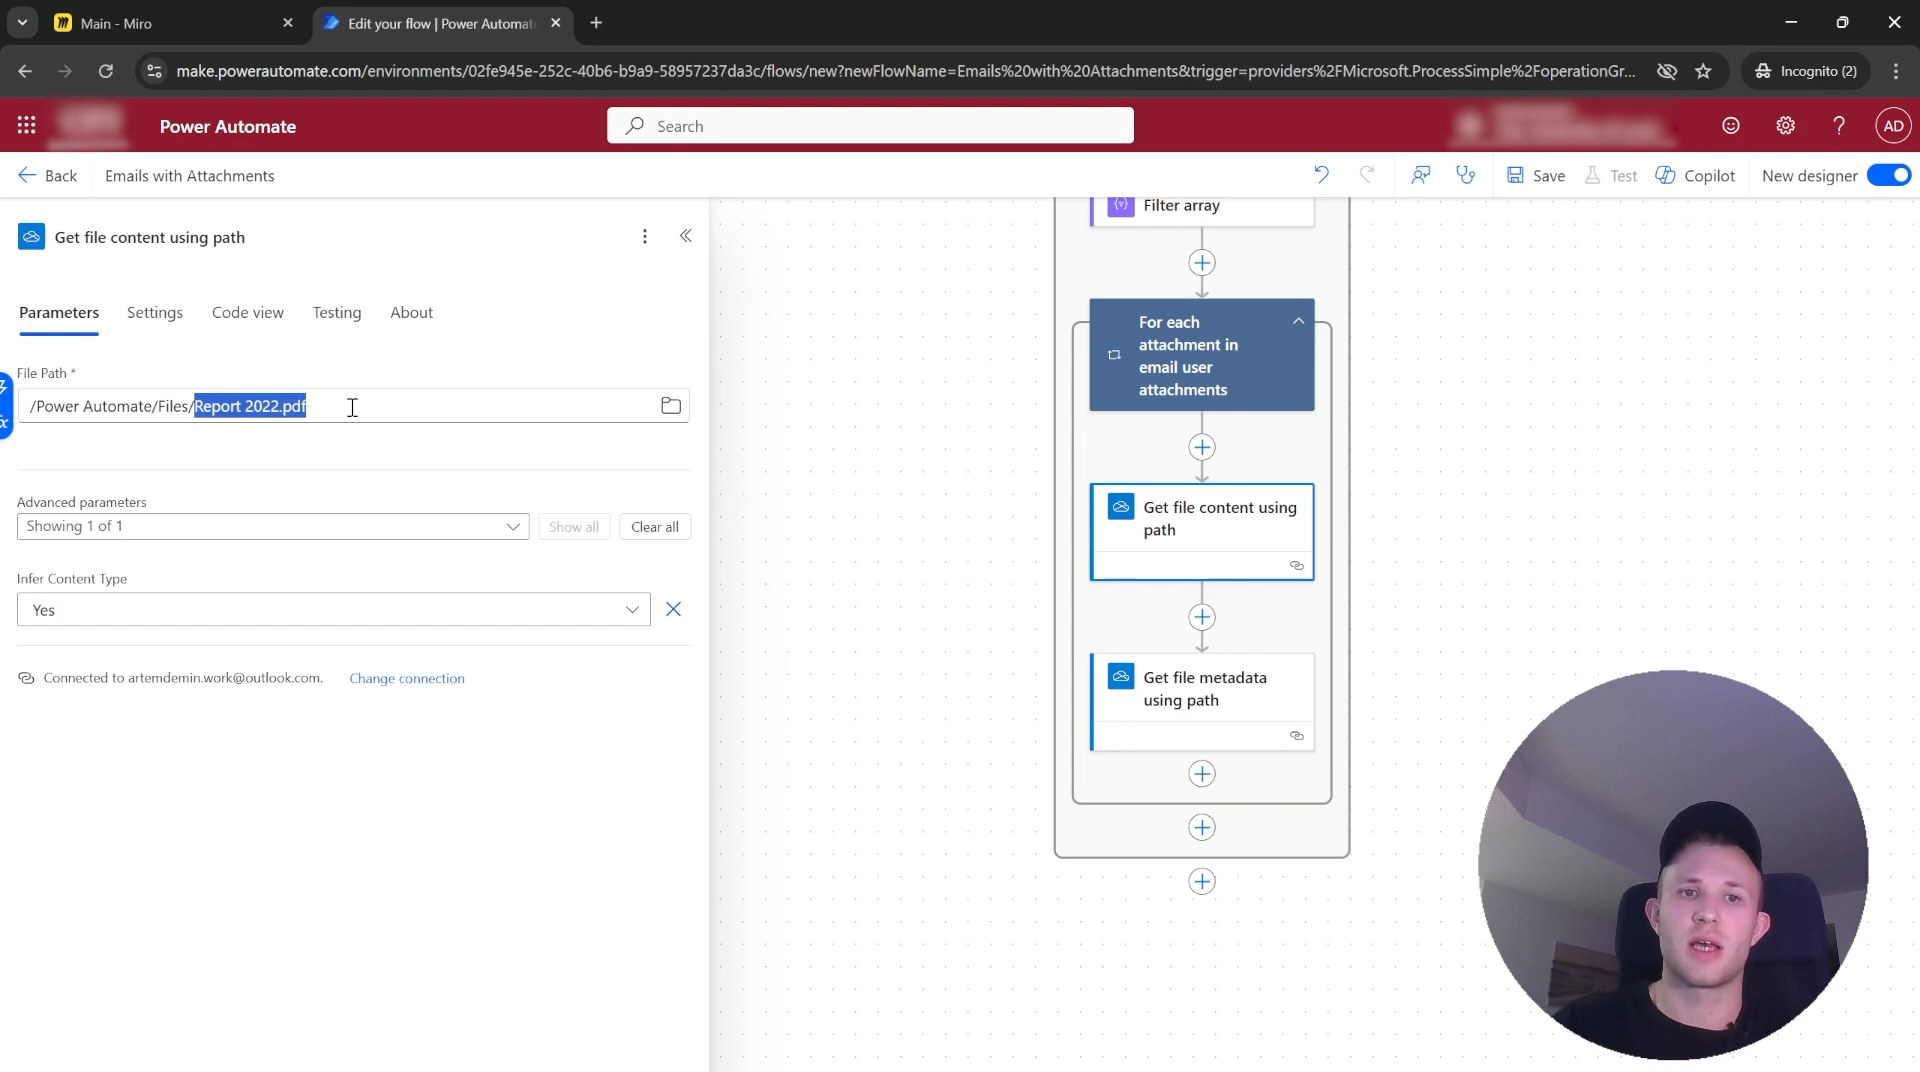 Main - Miro
Edit your flow | Power Automat
make.powerautomate.com/environments/02fe945e-252c-40b6-b9a9-58957237da3c/flows/new?newFlowName=Emails%20with%20Attachments&trigger=providers%2FMicrosoft.ProcessSimple%2FoperationGr...
Incognito (2)
Power Automate
Search
AD
Back
Emails with Attachments
Save
Test
Copilot
New designer
Get file content using path
Parameters
Settings
Code view
Testing
About
File Path *
/Power Automate/Files/Report 2022.pdf
Advanced parameters
Showing 1 of 1
Show all
Clear all
Infer Content Type
Yes
Connected to artemdemin.work@outlook.com.
Change connection
Filter array
For each
attachment in
email user
attachments
Get file content using
path
Get file metadata
using path